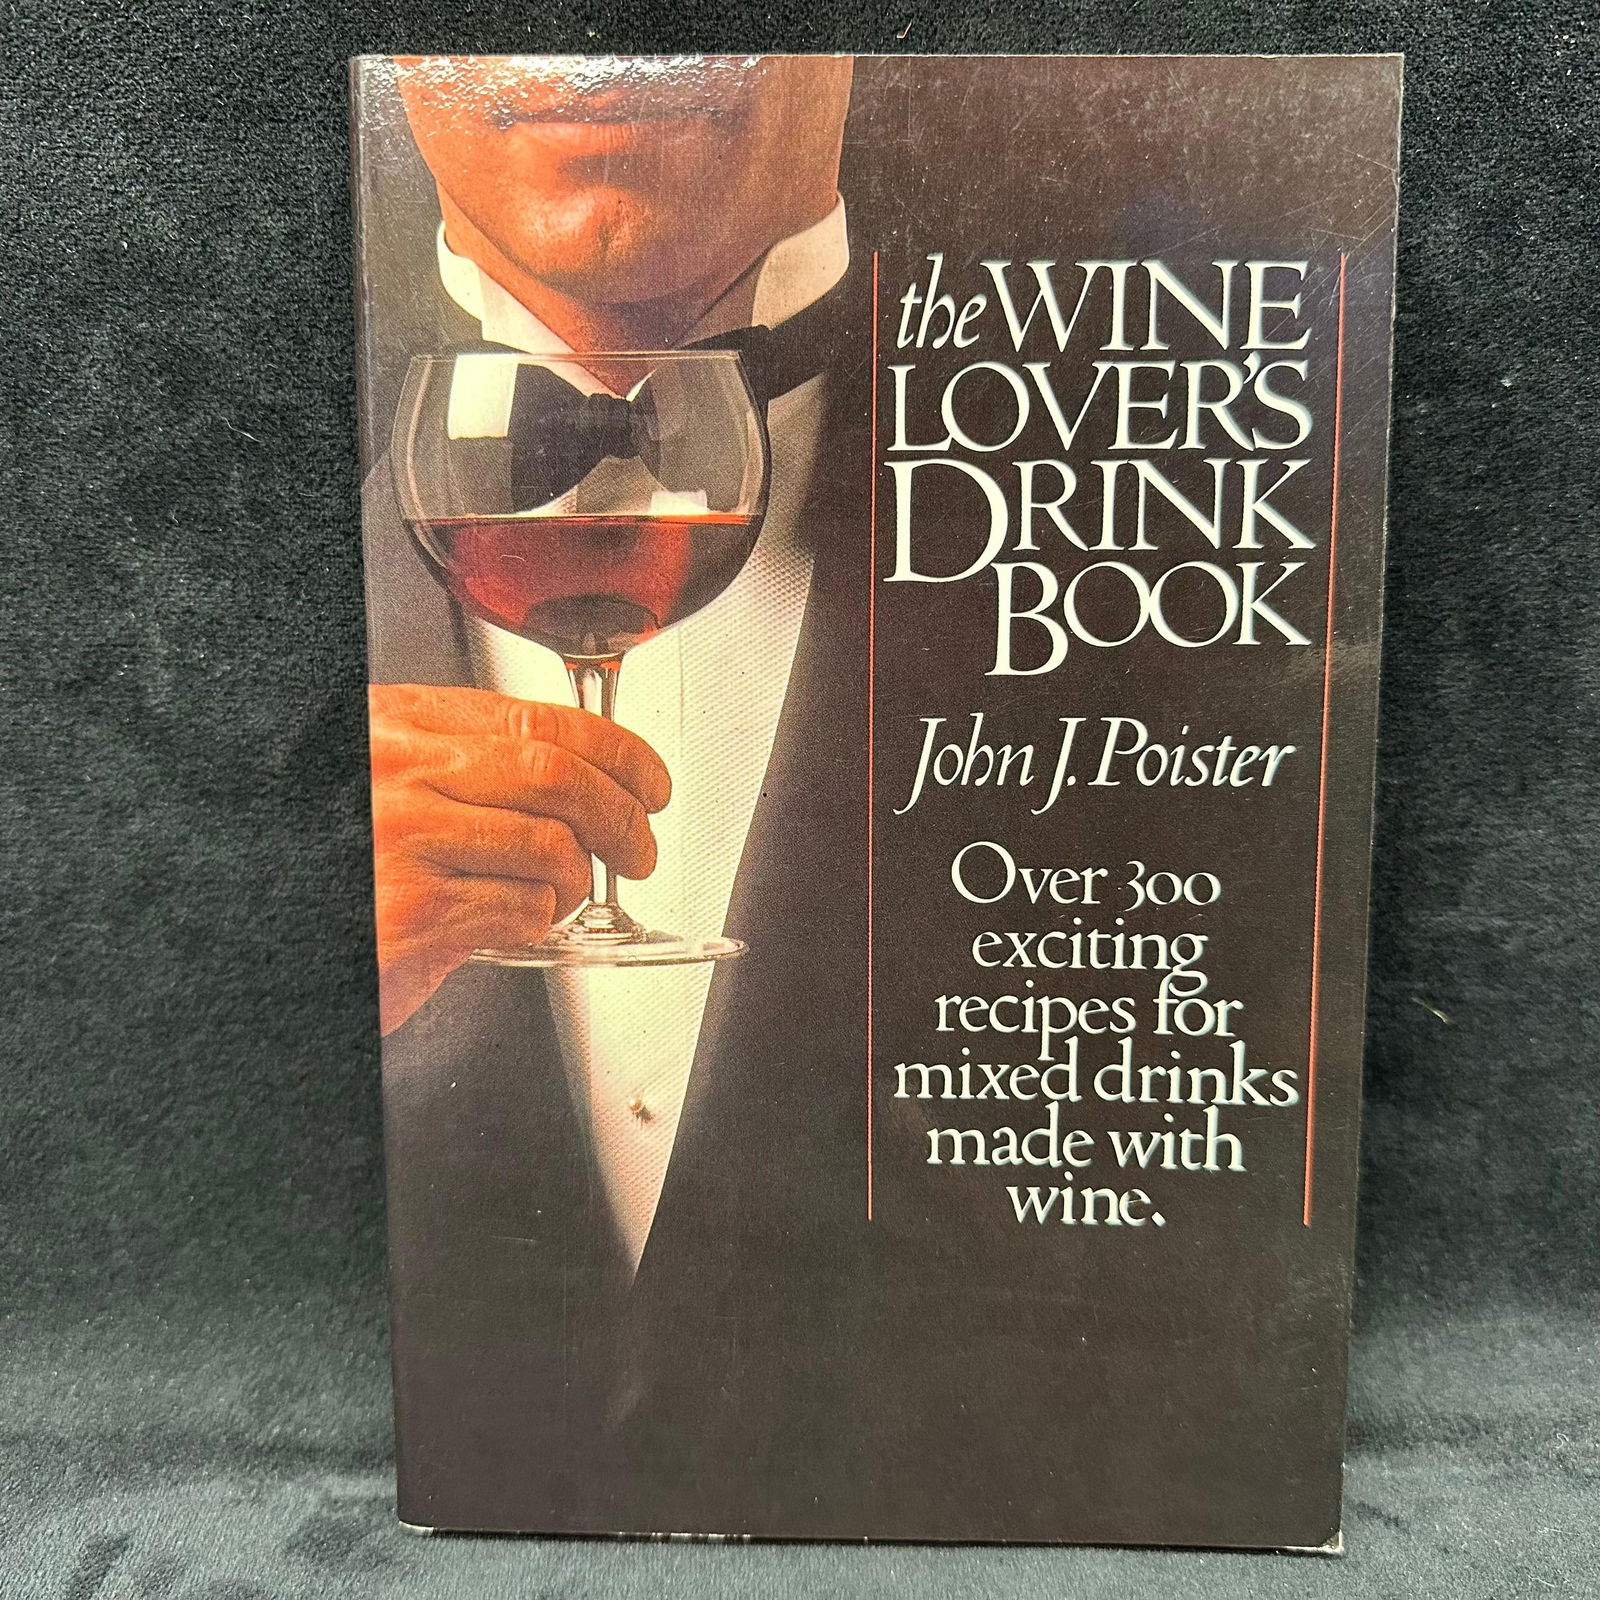 the WINE
LOVER'S
DRINK
BOOK
John J. Poister
Over 300
exciting
recipes for
mixed drinks
made with
wine.